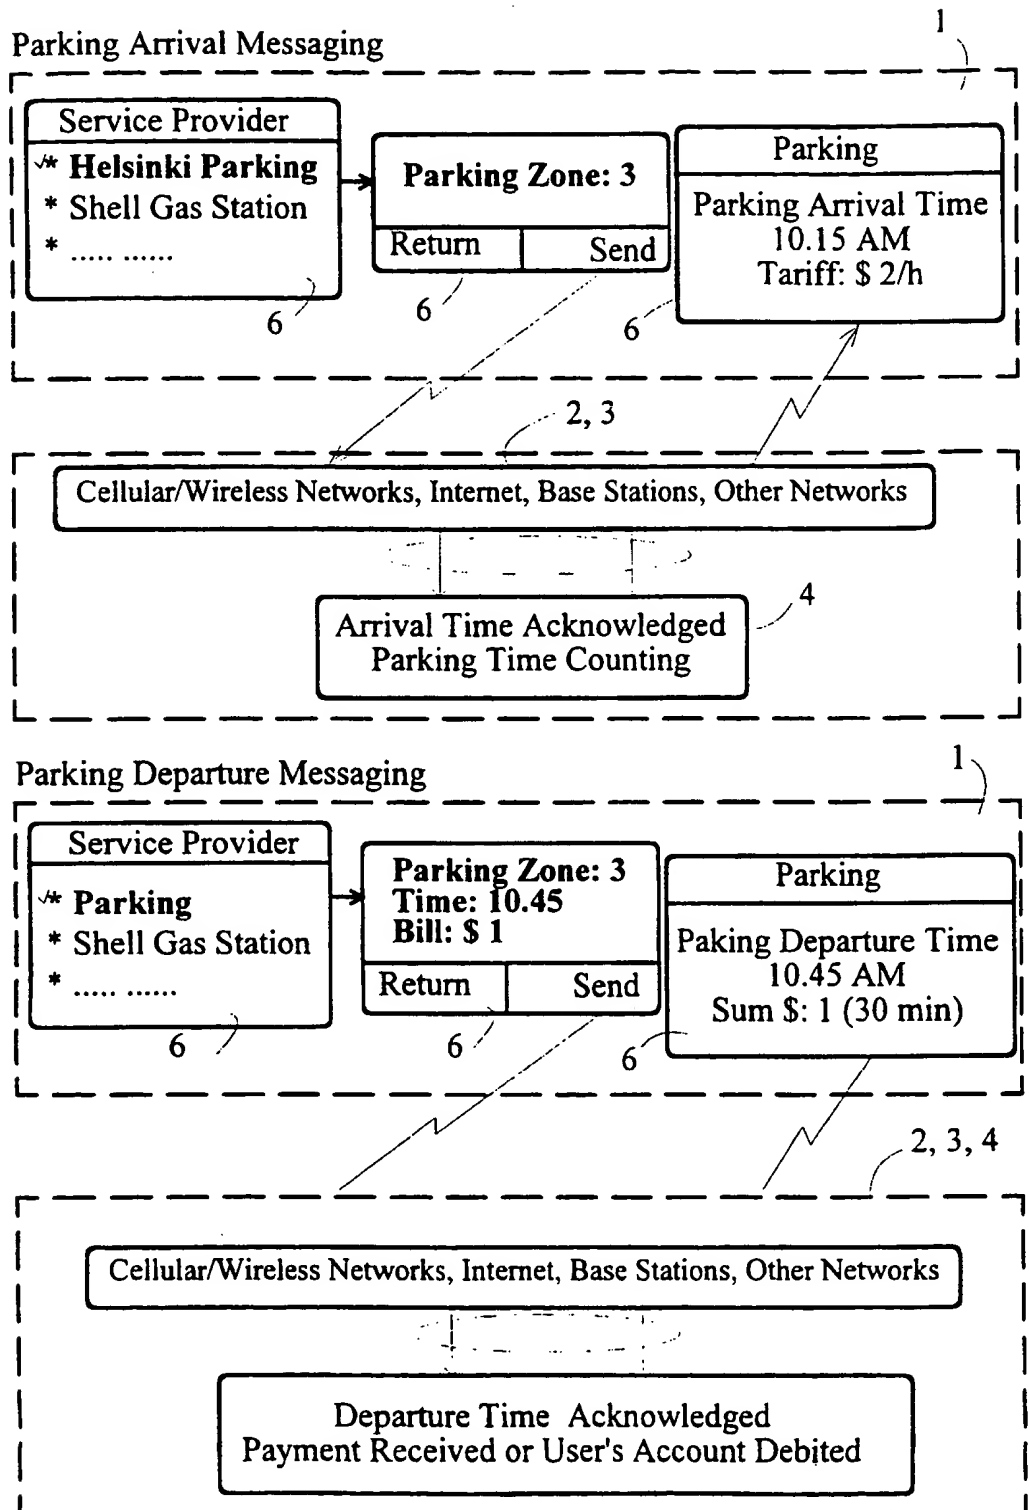 1
Parking Arrival Messaging
Service Provider
* Helsinki Parking
* Shell Gas Station
* ..... ......
6
Parking Zone: 3
Return
Send
6
Parking
Parking Arrival Time
10.15 AM
Tariff: $ 2/h
6
2, 3
Cellular/Wireless Networks, Internet, Base Stations, Other Networks
4
Arrival Time Acknowledged
Parking Time Counting
Parking Departure Messaging
1
Service Provider
* Parking
* Shell Gas Station
* ..... ......
6
Parking Zone: 3
Time: 10.45
Bill: $ 1
Return
Send
6
Parking
Paking Departure Time
10.45 AM
Sum $: 1 (30 min)
6
2, 3, 4
Cellular/Wireless Networks, Internet, Base Stations, Other Networks
Departure Time Acknowledged
Payment Received or User's Account Debited